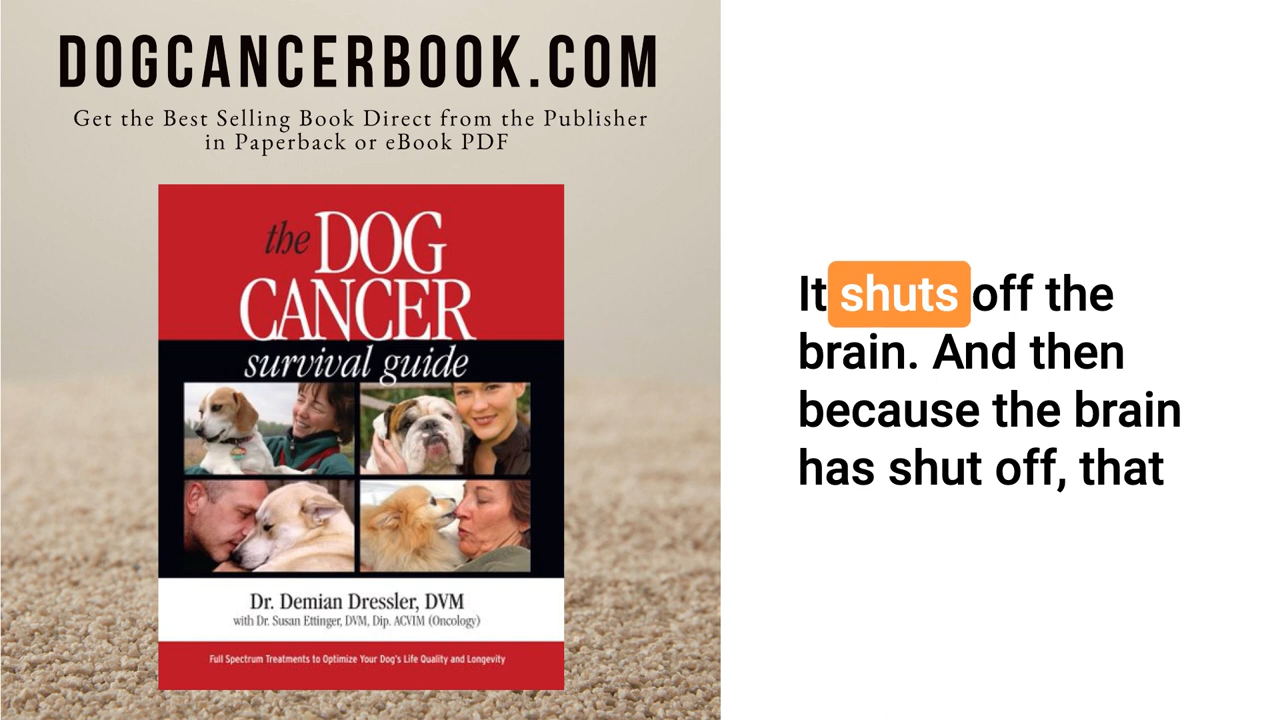 DOGCANCERBOOK.COM
Get the Best Selling Book Direct from the Publisher
in Paperback or eBook PDF
the DOG
CANCER
survival guide
Dr. Demian Dressler, DVM
with Dr. Susan Ettinger, DVM, Dip. ACVIM (Oncology)
Full Spectrum Treatments to Optimize Your Dog's Life Quality and Longevity
It shuts off the
brain. And then
because the brain
has shut off, that